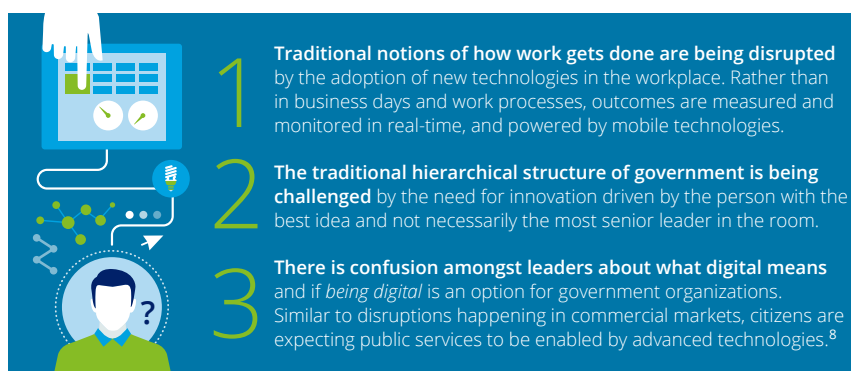 1
Traditional notions of how work gets done are being disrupted
by the adoption of new technologies in the workplace. Rather than
in business days and work processes, outcomes are measured and
monitored in real-time, and powered by mobile technologies.
2
The traditional hierarchical structure of government is being
challenged by the need for innovation driven by the person with the
best idea and not necessarily the most senior leader in the room.
3
There is confusion amongst leaders about what digital means
and if being digital is an option for government organizations.
Similar to disruptions happening in commercial markets, citizens are
expecting public services to be enabled by advanced technologies.8
?